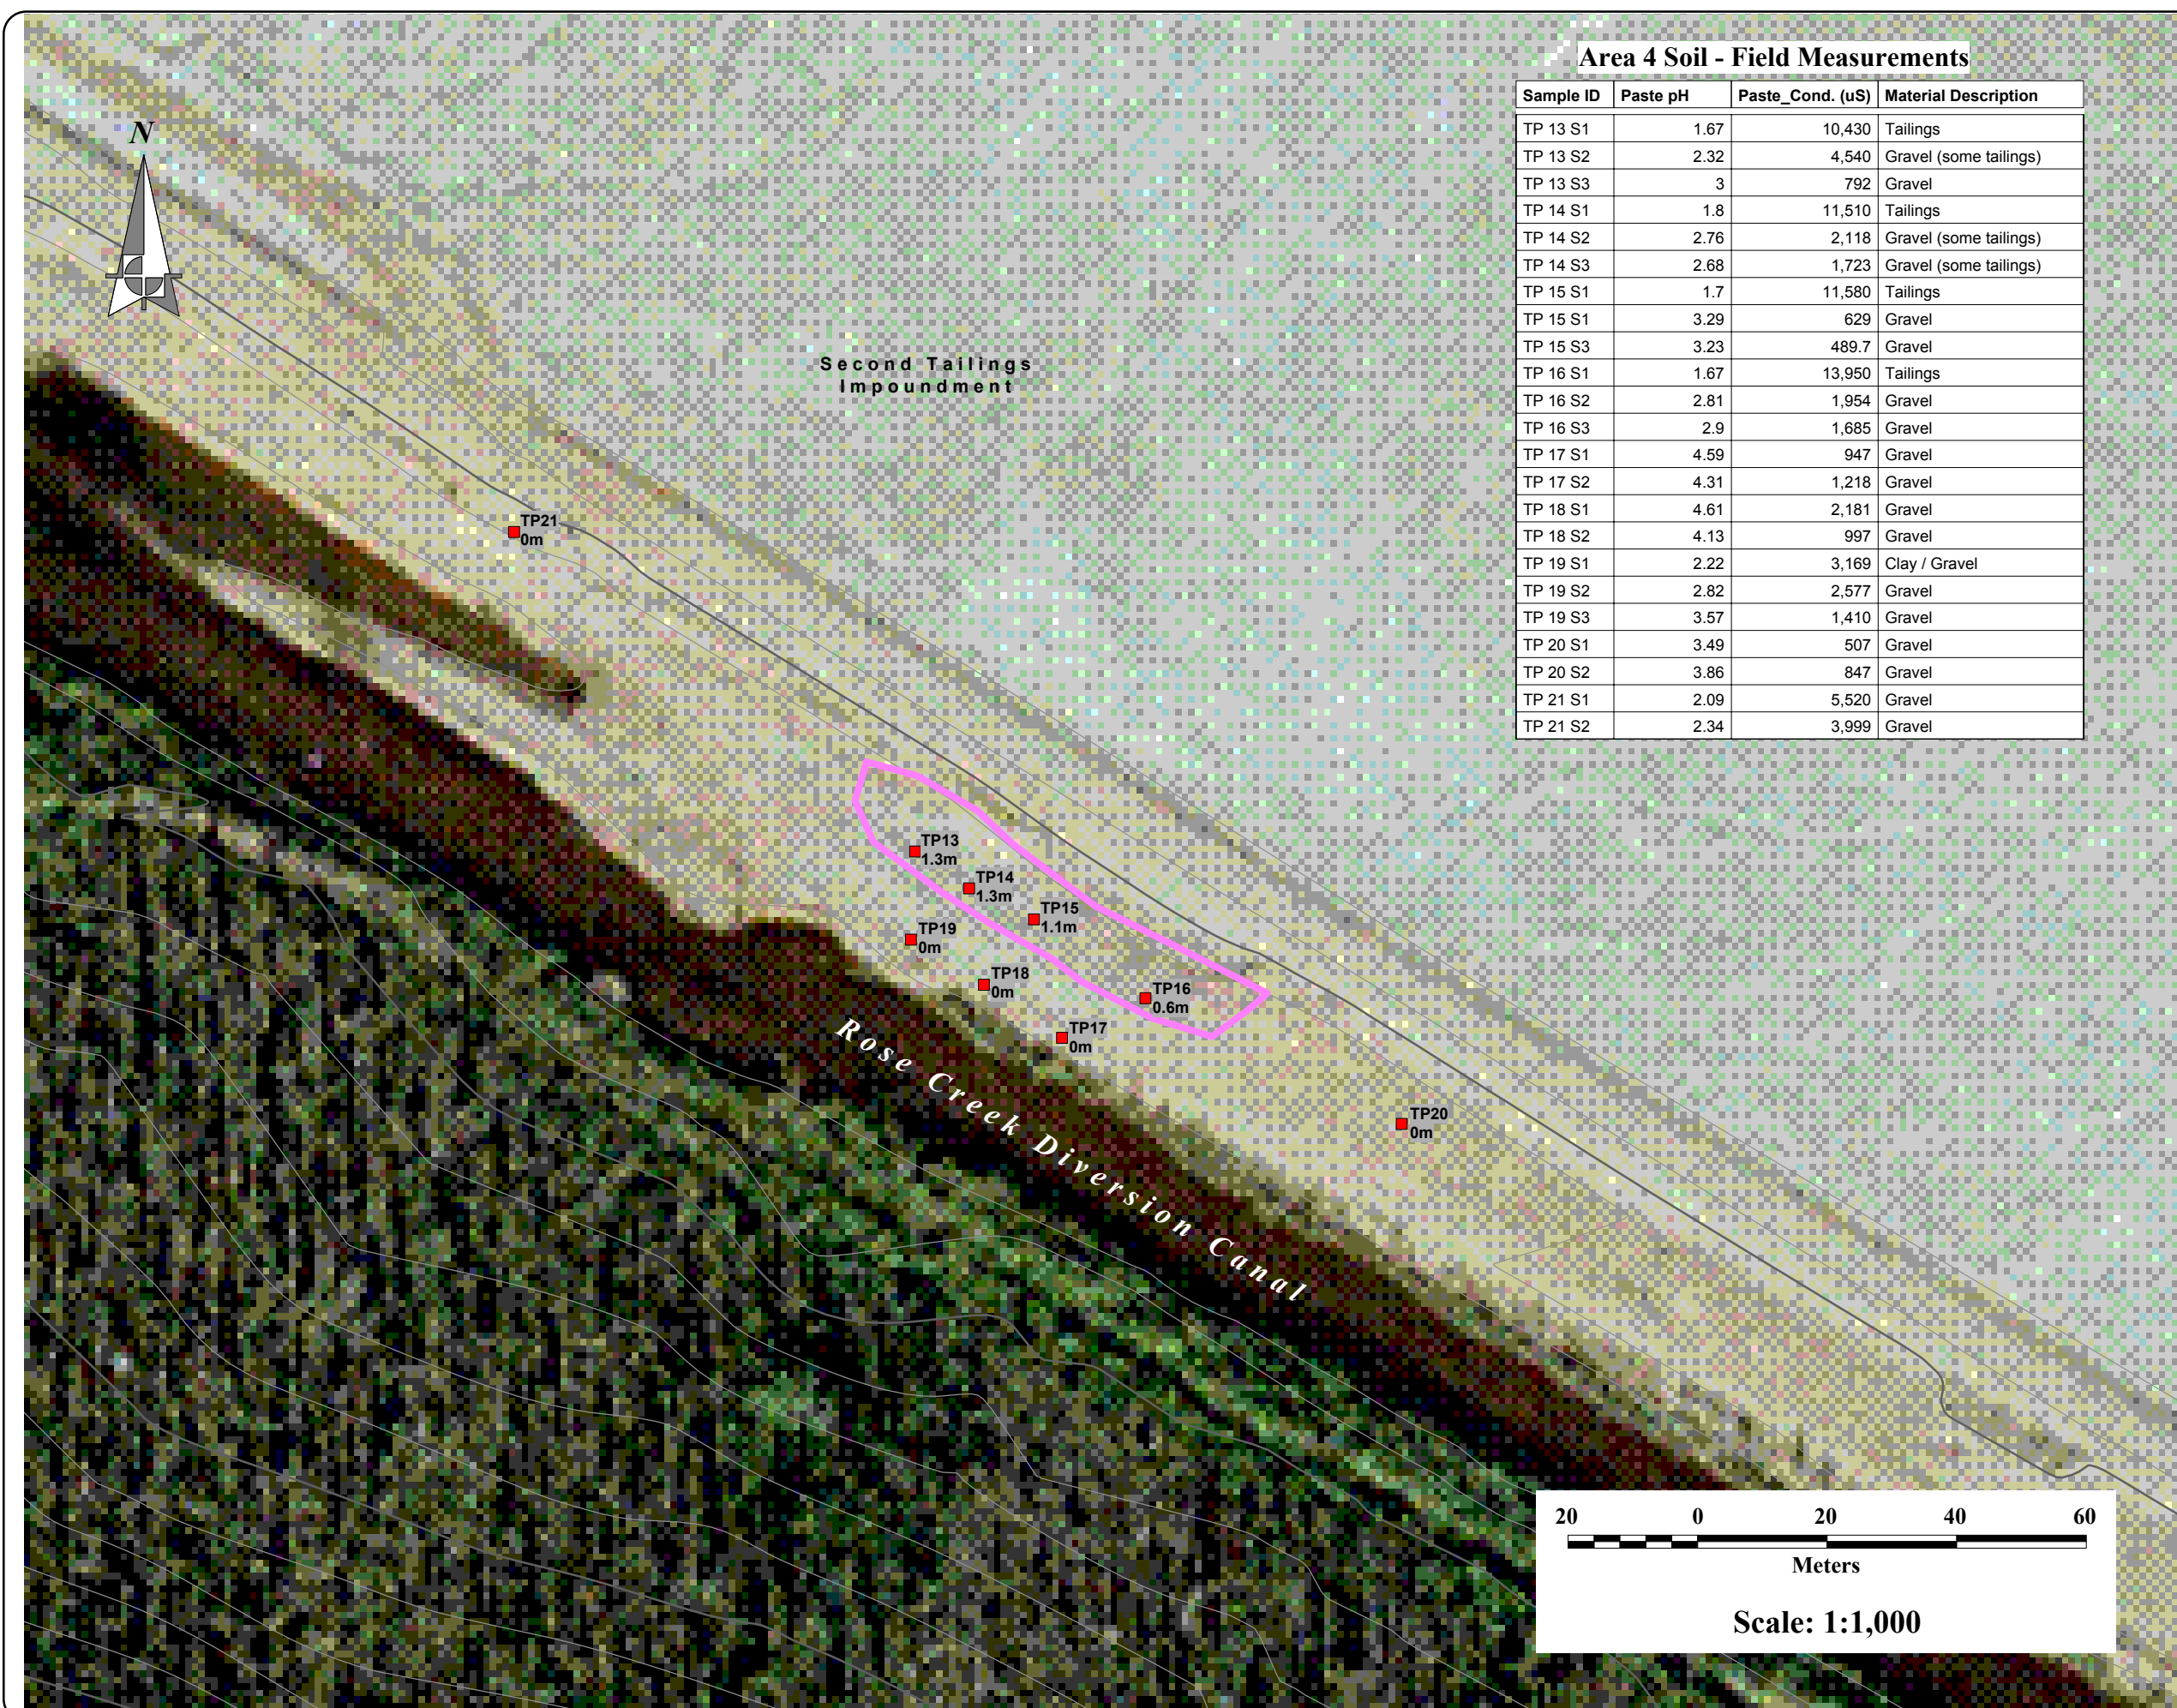 Area 4 Soil - Field Measurements
Sample ID Paste pH Paste_Cond. (uS) Material Description
TP 13 S1 1.67 10,430 Tailings
TP 13 S2 2.32 4,540 Gravel (some tailings)
TP 13 S3 3 792 Gravel
TP 14 S1 1.8 11,510 Tailings
TP 14 S2 2.76 2,118 Gravel (some tailings)
TP 14 S3 2.68 1,723 Gravel (some tailings)
TP 15 S1 1.7 11,580 Tailings
TP 15 S1 3.29 629 Gravel
TP 15 S3 3.23 489.7 Gravel
TP 16 S1 1.67 13,950 Tailings
TP 16 S2 2.81 1,954 Gravel
TP 16 S3 2.9 1,685 Gravel
TP 17 S1 4.59 947 Gravel
TP 17 S2 4.31 1,218 Gravel
TP 18 S1 4.61 2,181 Gravel
TP 18 S2 4.13 997 Gravel
TP 19 S1 2.22 3,169 Clay / Gravel
TP 19 S2 2.82 2,577 Gravel
TP 19 S3 3.57 1,410 Gravel
TP 20 S1 3.49 507 Gravel
TP 20 S2 3.86 847 Gravel
TP 21 S1 2.09 5,520 Gravel
TP 21 S2 2.34 3,999 Gravel
N
Second Tailings
Impoundment
TP21
0m
TP13
1.3m
TP14
1.3m
TP15
1.1m
TP19
0m
TP18
0m
TP16
0.6m
TP17
0m
TP20
0m
Rose Creek Diversion Canal
20 0 20 40 60
Meters
Scale: 1:1,000